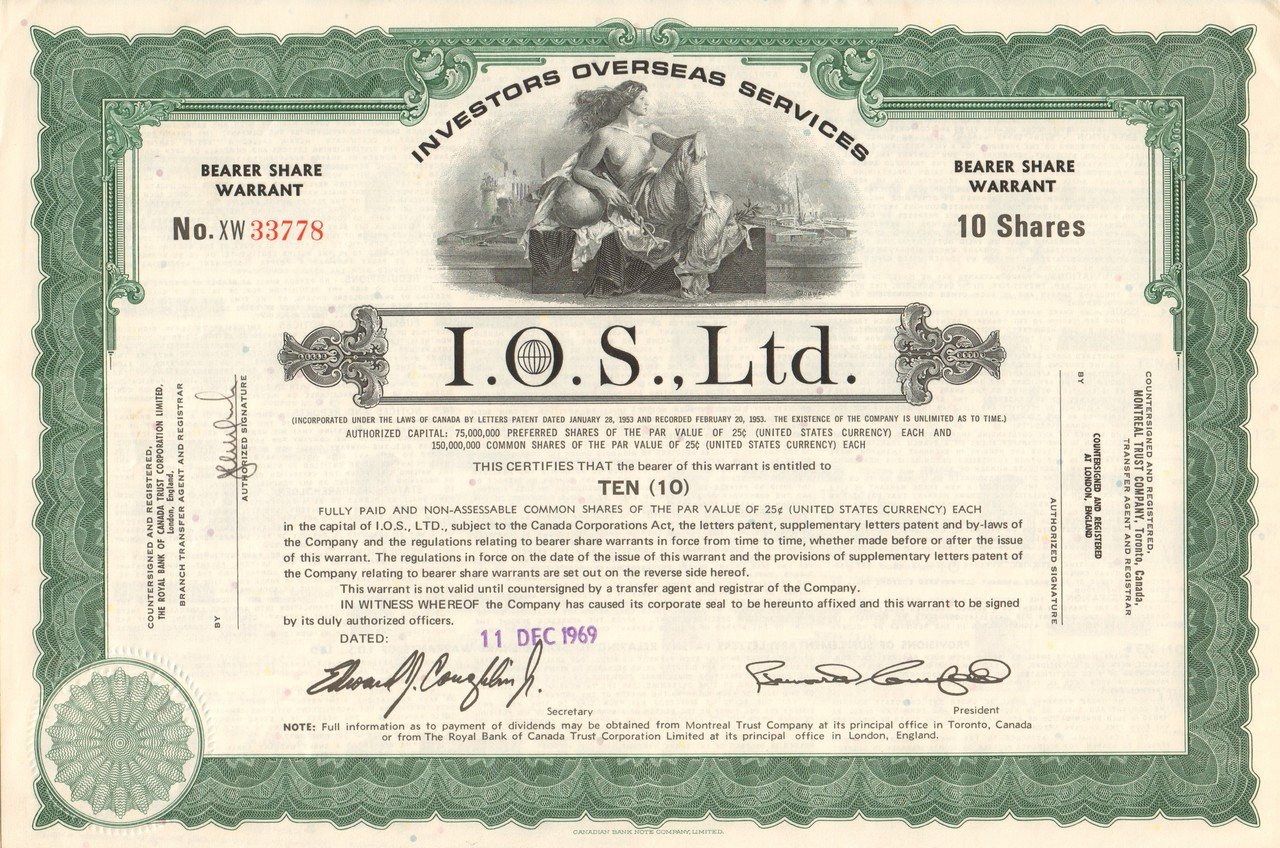 INVESTORS OVERSEAS SERVICES
BEARER SHARE
WARRANT
No. XW 33778
BEARER SHARE
WARRANT
10 Shares
I.O.S., Ltd.
(INCORPORATED UNDER THE LAWS OF CANADA BY LETTERS PATENT DATED JANUARY 28, 1953 AND RECORDED FEBRUARY 20, 1953. THE EXISTENCE OF THE COMPANY IS UNLIMITED AS TO TIME.)
AUTHORIZED CAPITAL: 75,000,000 PREFERRED SHARES OF THE PAR VALUE OF 25¢ (UNITED STATES CURRENCY) EACH AND
150,000,000 COMMON SHARES OF THE PAR VALUE OF 25¢ (UNITED STATES CURRENCY) EACH
THIS CERTIFIES THAT the bearer of this warrant is entitled to
TEN (10)
FULLY PAID AND NON-ASSESSABLE COMMON SHARES OF THE PAR VALUE OF 25¢ (UNITED STATES CURRENCY) EACH
in the capital of I.O.S., LTD., subject to the Canada Corporations Act, the letters patent, supplementary letters patent and by-laws of
the Company and the regulations relating to bearer share warrants in force from time to time, whether made before or after the issue
of this warrant. The regulations in force on the date of the issue of this warrant and the provisions of supplementary letters patent of
the Company relating to bearer share warrants are set out on the reverse side hereof.
This warrant is not valid until countersigned by a transfer agent and registrar of the Company.
IN WITNESS WHEREOF the Company has caused its corporate seal to be hereunto affixed and this warrant to be signed
by its duly authorized officers.
DATED: 11 DEC 1969
Edward J. Coughlin Jr.
Secretary
President
NOTE: Full information as to payment of dividends may be obtained from Montreal Trust Company at its principal office in Toronto, Canada
or from The Royal Bank of Canada Trust Corporation Limited at its principal office in London, England.
COUNTERSIGNED AND REGISTERED,
THE ROYAL BANK OF CANADA TRUST CORPORATION LIMITED,
London, England,
BRANCH TRANSFER AGENT AND REGISTRAR
BY
AUTHORIZED SIGNATURE
COUNTERSIGNED AND REGISTERED,
MONTREAL TRUST COMPANY, Toronto, Canada,
TRANSFER AGENT AND REGISTRAR
COUNTERSIGNED AND REGISTERED
AT LONDON, ENGLAND
BY
AUTHORIZED SIGNATURE
CANADIAN BANK NOTE COMPANY, LIMITED.